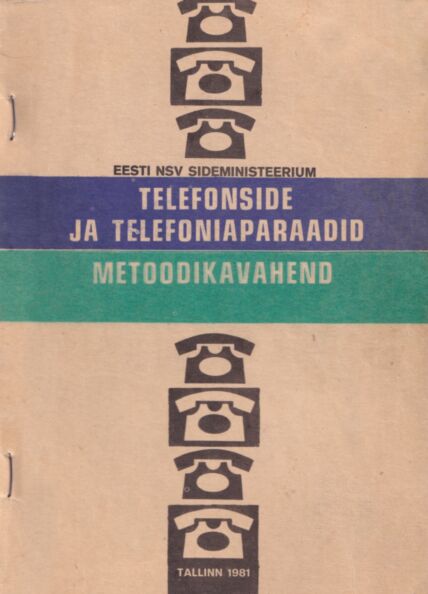 EESTI NSV SIDEMINISTEERIUM
TELEFONSIDE
JA TELEFONIAPARAADID
METOODIKAVAHEND
TALLINN 1981